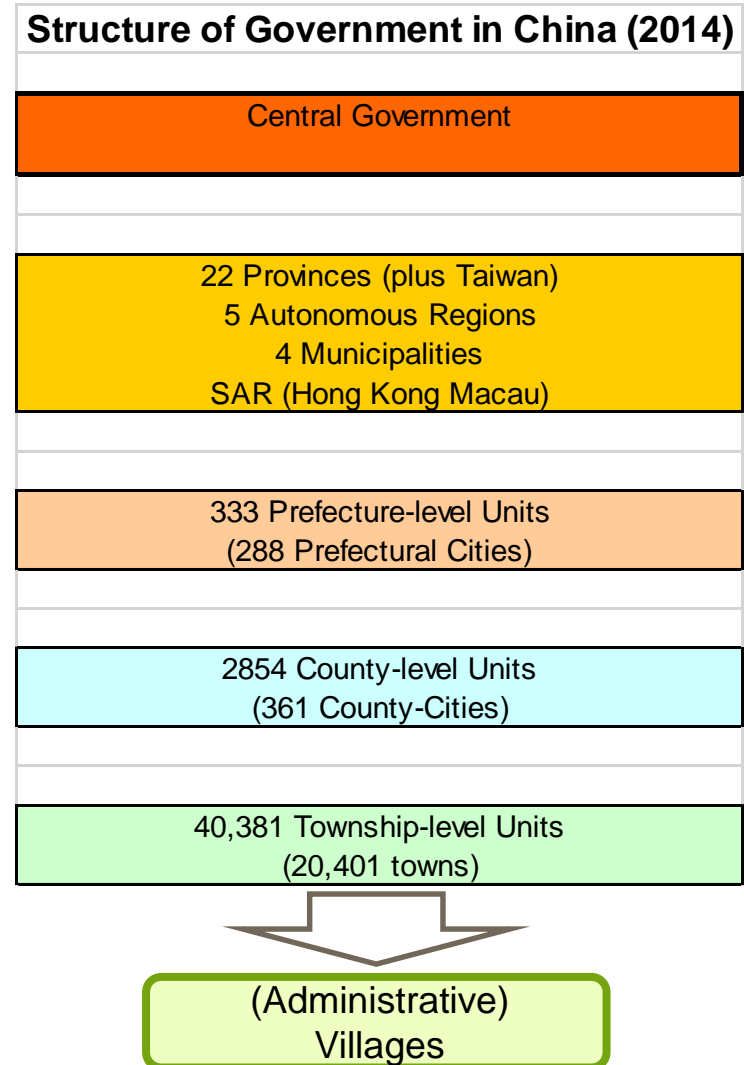 Structure of Government in China (2014)
Central Government
22 Provinces (plus Taiwan)
5 Autonomous Regions
4 Municipalities
SAR (Hong Kong Macau)
333 Prefecture-level Units
(288 Prefectural Cities)
2854 County-level Units
(361 County-Cities)
40,381 Township-level Units
(20,401 towns)
(Administrative)
Villages